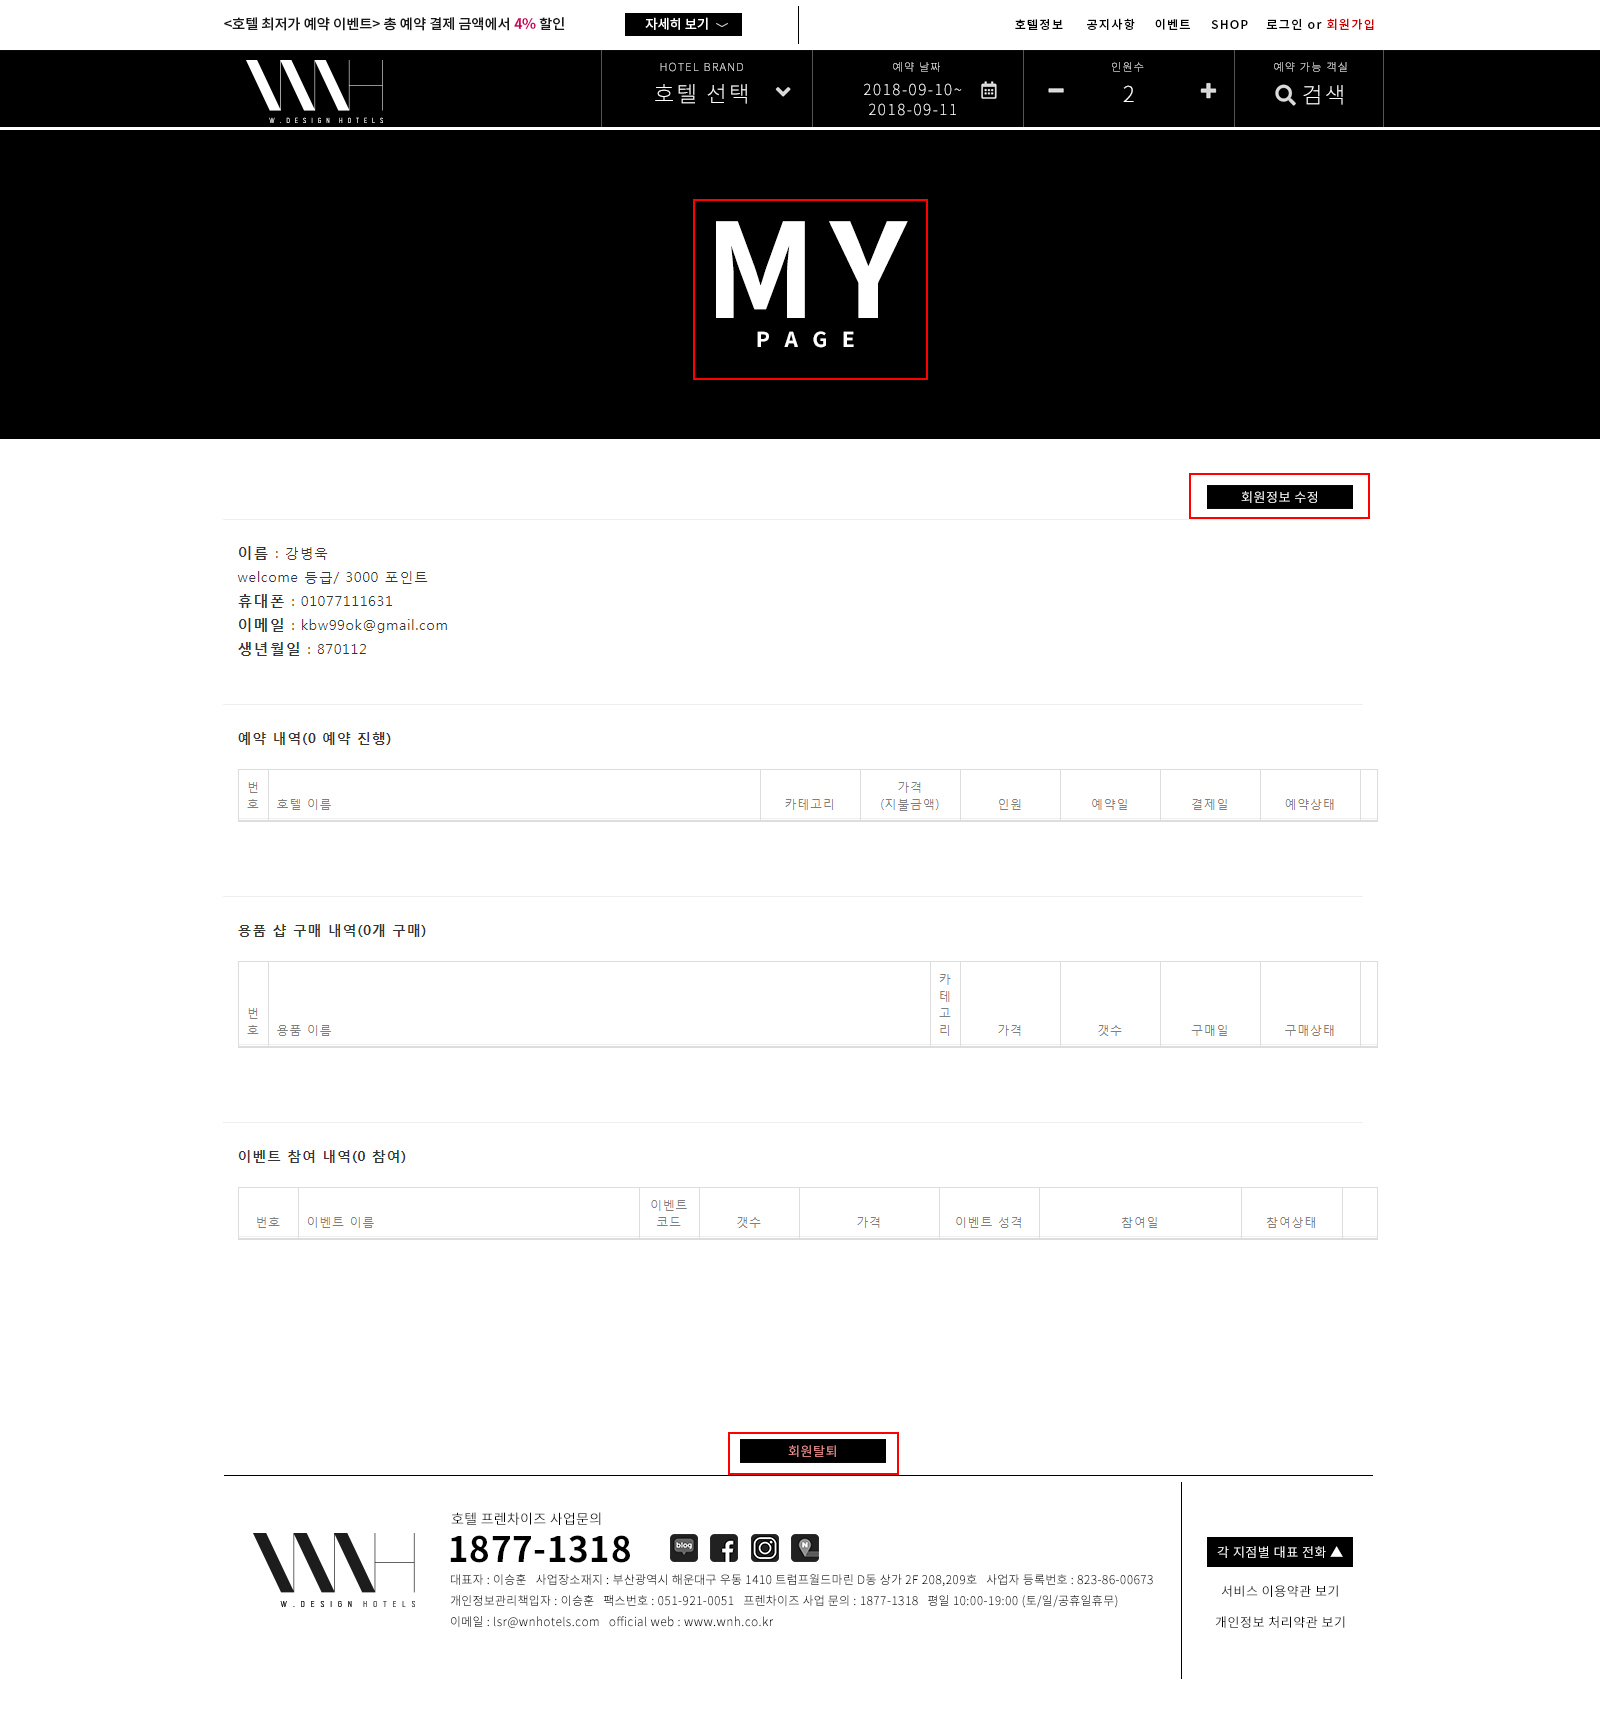 <호텔 최저가 예약 이벤트> 총 예약 결제 금액에서 4% 할인
자세히 보기
호텔정보 공지사항 이벤트 SHOP 로그인 or 회원가입
WNH
W.DESIGN HOTELS
HOTEL BRAND
호텔 선택
예약 날짜
2018-09-10~
2018-09-11
인원수
2
예약 가능 객실
검색
MY
PAGE
회원정보 수정
이름 : 강병욱
welcome 등급/ 3000 포인트
휴대폰 : 01077111631
이메일 : kbw99ok@gmail.com
생년월일 : 870112
예약 내역(0 예약 진행)
번호 호텔 이름 카테고리 가격(지불금액) 인원 예약일 결제일 예약상태
용품 샵 구매 내역(0개 구매)
번호 용품 이름 카테고리 가격 갯수 구매일 구매상태
이벤트 참여 내역(0 참여)
번호 이벤트 이름 이벤트 코드 갯수 가격 이벤트 성격 참여일 참여상태
회원탈퇴
WNH
W.DESIGN HOTELS
호텔 프렌차이즈 사업문의
1877-1318
blog
N
대표자 : 이승훈 사업장소재지 : 부산광역시 해운대구 우동 1410 트럼프월드마린 D동 상가 2F 208,209호 사업자 등록번호 : 823-86-00673
개인정보관리책임자 : 이승훈 팩스번호 : 051-921-0051 프렌차이즈 사업 문의 : 1877-1318 평일 10:00-19:00 (토/일/공휴일휴무)
이메일 : lsr@wnhotels.com official web : www.wnh.co.kr
각 지점별 대표 전화 ▲
서비스 이용약관 보기
개인정보 처리약관 보기